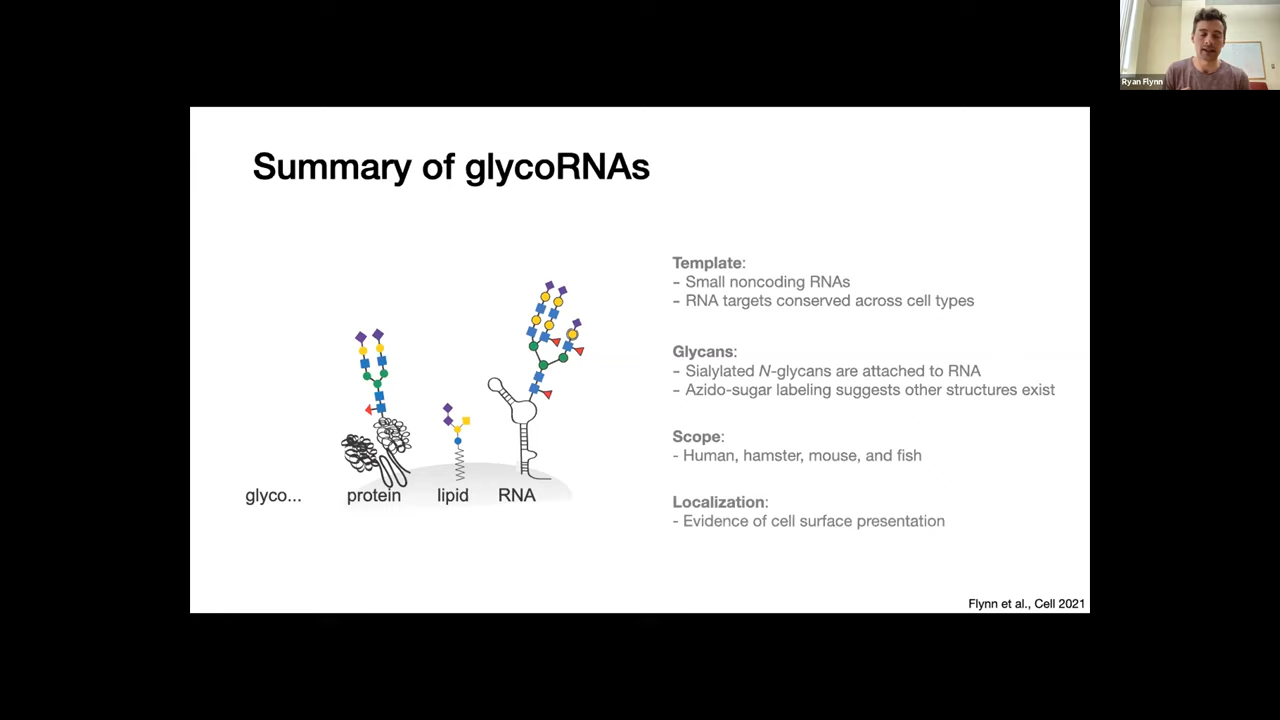 Ryan Flynn
Summary of glycoRNAs
Template:
- Small noncoding RNAs
- RNA targets conserved across cell types
Glycans:
- Sialylated N-glycans are attached to RNA
- Azido-sugar labeling suggests other structures exist
Scope:
- Human, hamster, mouse, and fish
Localization:
- Evidence of cell surface presentation
glyco... protein lipid RNA
Flynn et al., Cell 2021